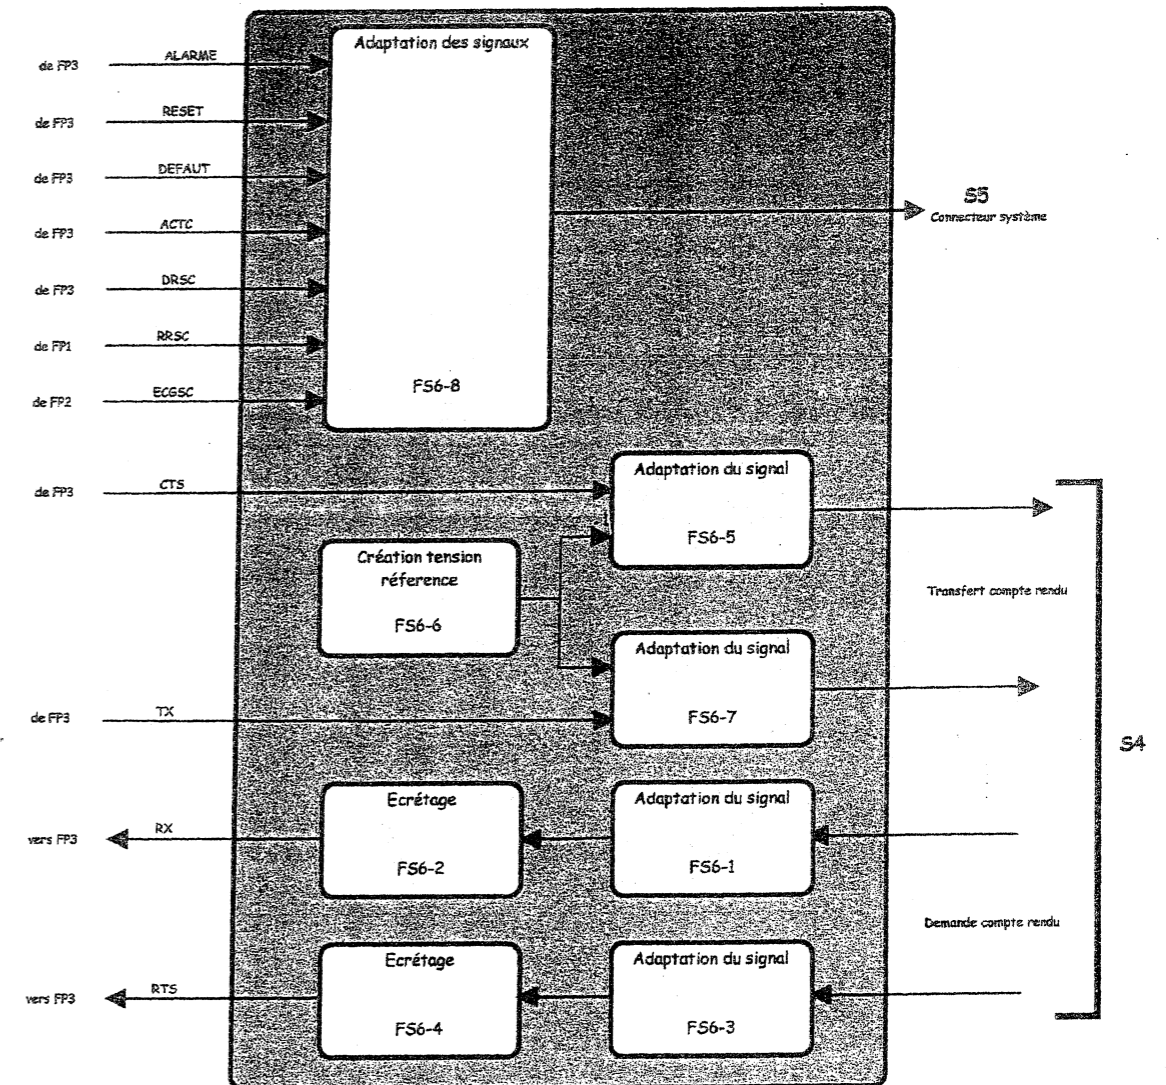 Adaptation des signaux
de FP3
ALARME
de FP3
RESET
de FP3
DEFAUT
de FP3
ACTC
de FP3
DRSC
de FP1
RRSC
de FP2
ECGSC
FS6-8
S5
Connecteur système
de FP3
CTS
Adaptation du signal
FS6-5
Création tension
réference
FS6-6
Transfert compte rendu
Adaptation du signal
FS6-7
de FP3
TX
S4
Ecrétage
FS6-2
Adaptation du signal
FS6-1
vers FP3
RX
Demande compte rendu
Ecrétage
FS6-4
Adaptation du signal
FS6-3
vers FP3
RTS